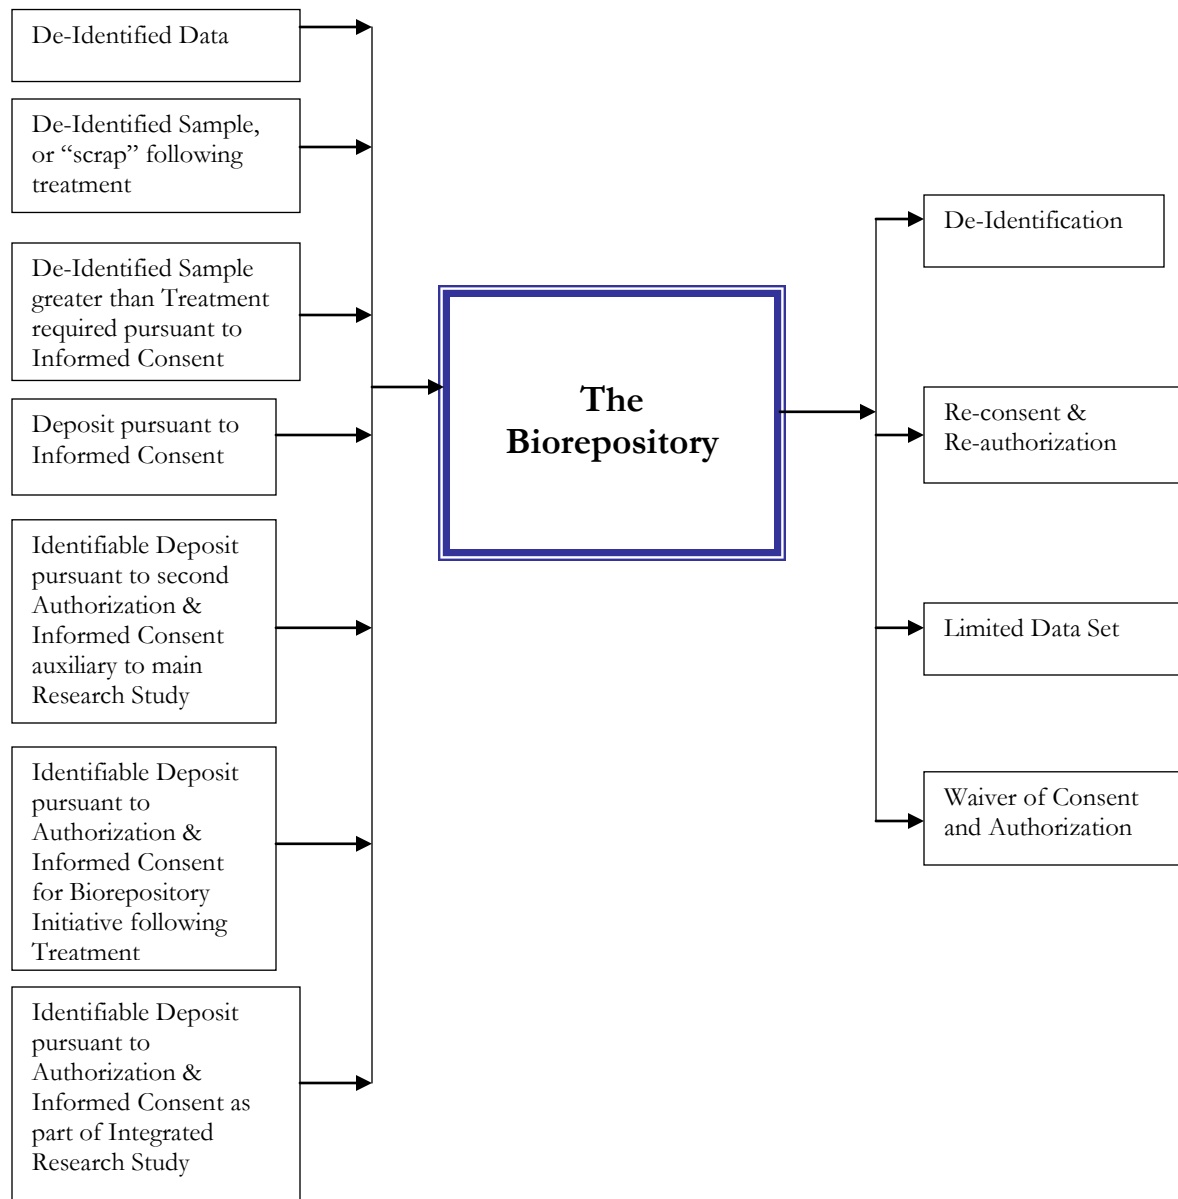 De-Identified Data
De-Identified Sample,
or “scrap” following
treatment
De-Identified Sample
greater than Treatment
required pursuant to
Informed Consent
Deposit pursuant to
Informed Consent
Identifiable Deposit
pursuant to second
Authorization &
Informed Consent
auxiliary to main
Research Study
Identifiable Deposit
pursuant to
Authorization &
Informed Consent
for Biorepository
Initiative following
Treatment
Identifiable Deposit
pursuant to
Authorization &
Informed Consent as
part of Integrated
Research Study
The
Biorepository
De-Identification
Re-consent &
Re-authorization
Limited Data Set
Waiver of Consent
and Authorization